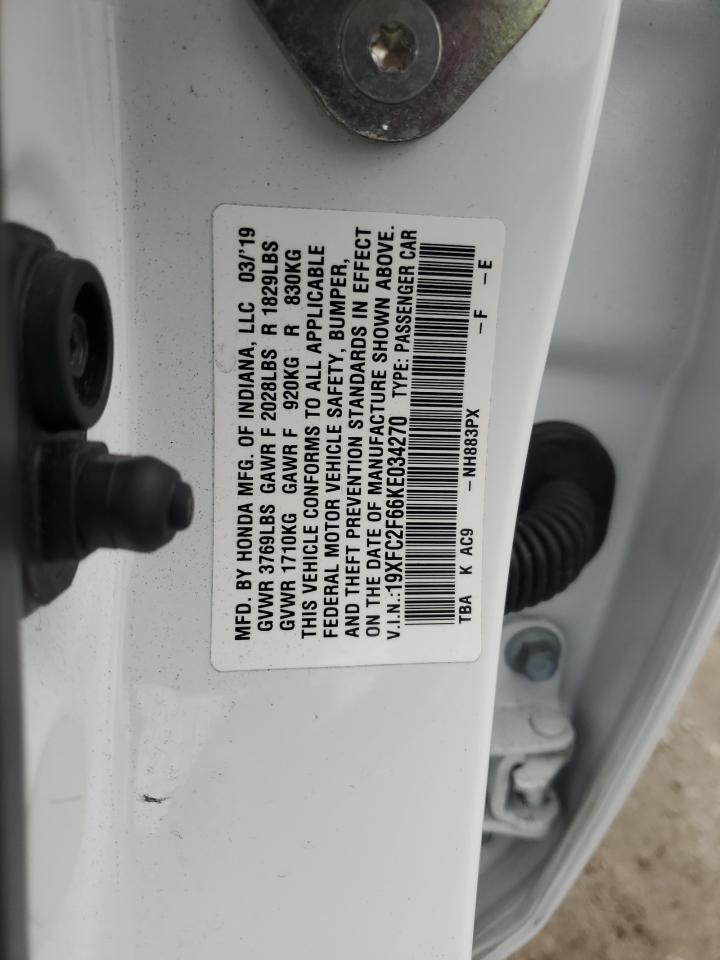 MFD. BY HONDA MFG. OF INDIANA, LLC 03/'19
GVWR 3769LBS GAWR F 2028LBS R 1829LBS
GVWR 1710KG GAWR F 920KG R 830KG
THIS VEHICLE CONFORMS TO ALL APPLICABLE
FEDERAL MOTOR VEHICLE SAFETY, BUMPER,
AND THEFT PREVENTION STANDARDS IN EFFECT
ON THE DATE OF MANUFACTURE SHOWN ABOVE.
V.I.N.:19XFC2F66KE034270 TYPE: PASSENGER CAR
TBA K AC9 -NH883PX -F -E